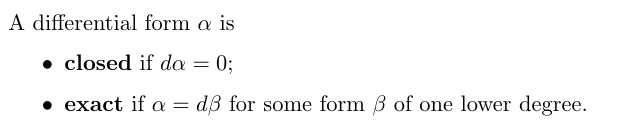 A differential form α is
• closed if dα = 0;
• exact if α = dβ for some form β of one lower degree.